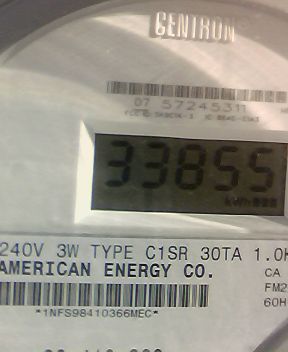 CENTRON
07 57245311
33855
kWh
240V 3W TYPE C1SR 30TA 1.0K
AMERICAN ENERGY CO.
CA
FM2
60H
*1NFS98410366MEC*